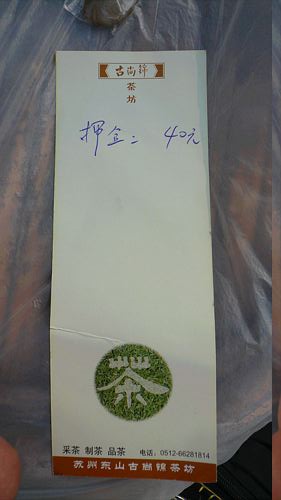 古尚锦
茶
坊
押金: 40元
茶
采茶 制茶 品茶 电话:0512-66281814
苏州东山古尚锦茶坊